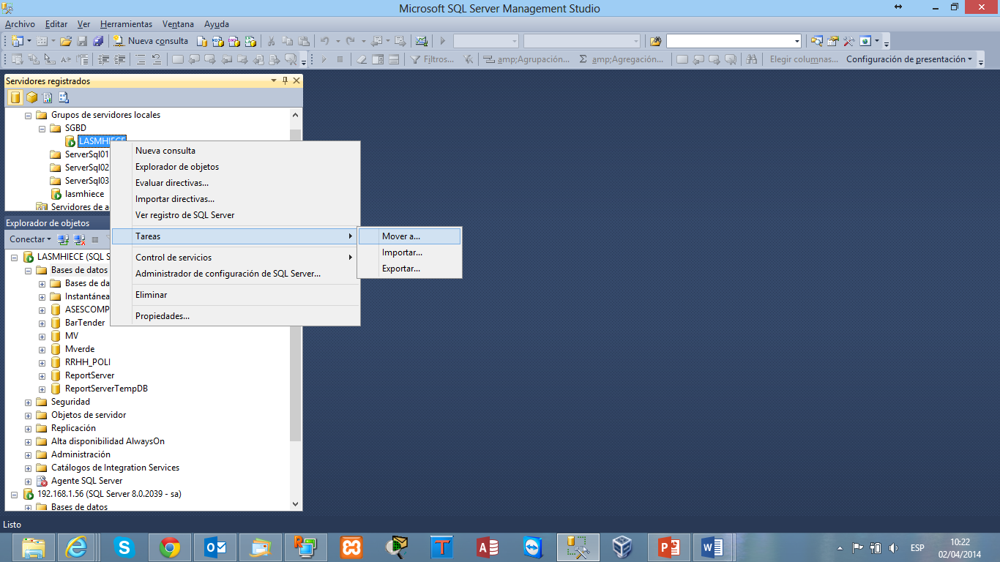 Microsoft SQL Server Management Studio
Archivo Editar Ver Herramientas Ventana Ayuda
Nueva consulta
Filtros... amp;Agrupación... amp;Agregación... Elegir columnas... Configuración de presentación
Servidores registrados
Grupos de servidores locales
SGBD
LASMHIECE
ServerSql01
ServerSql02
ServerSql03
lasmhiece
Servidores de a
Nueva consulta
Explorador de objetos
Evaluar directivas...
Importar directivas...
Ver registro de SQL Server
Tareas
Control de servicios
Administrador de configuración de SQL Server...
Eliminar
Propiedades...
Mover a...
Importar...
Exportar...
Explorador de objetos
Conectar
LASMHIECE (SQL S
Bases de datos
Bases de da
Instantánea
ASESCOMP
BarTender
MV
Mverde
RRHH_POLI
ReportServer
ReportServerTempDB
Seguridad
Objetos de servidor
Replicación
Alta disponibilidad AlwaysOn
Administración
Catálogos de Integration Services
Agente SQL Server
192.168.1.56 (SQL Server 8.0.2039 - sa)
Bases de datos
Listo
ESP
10:22
02/04/2014